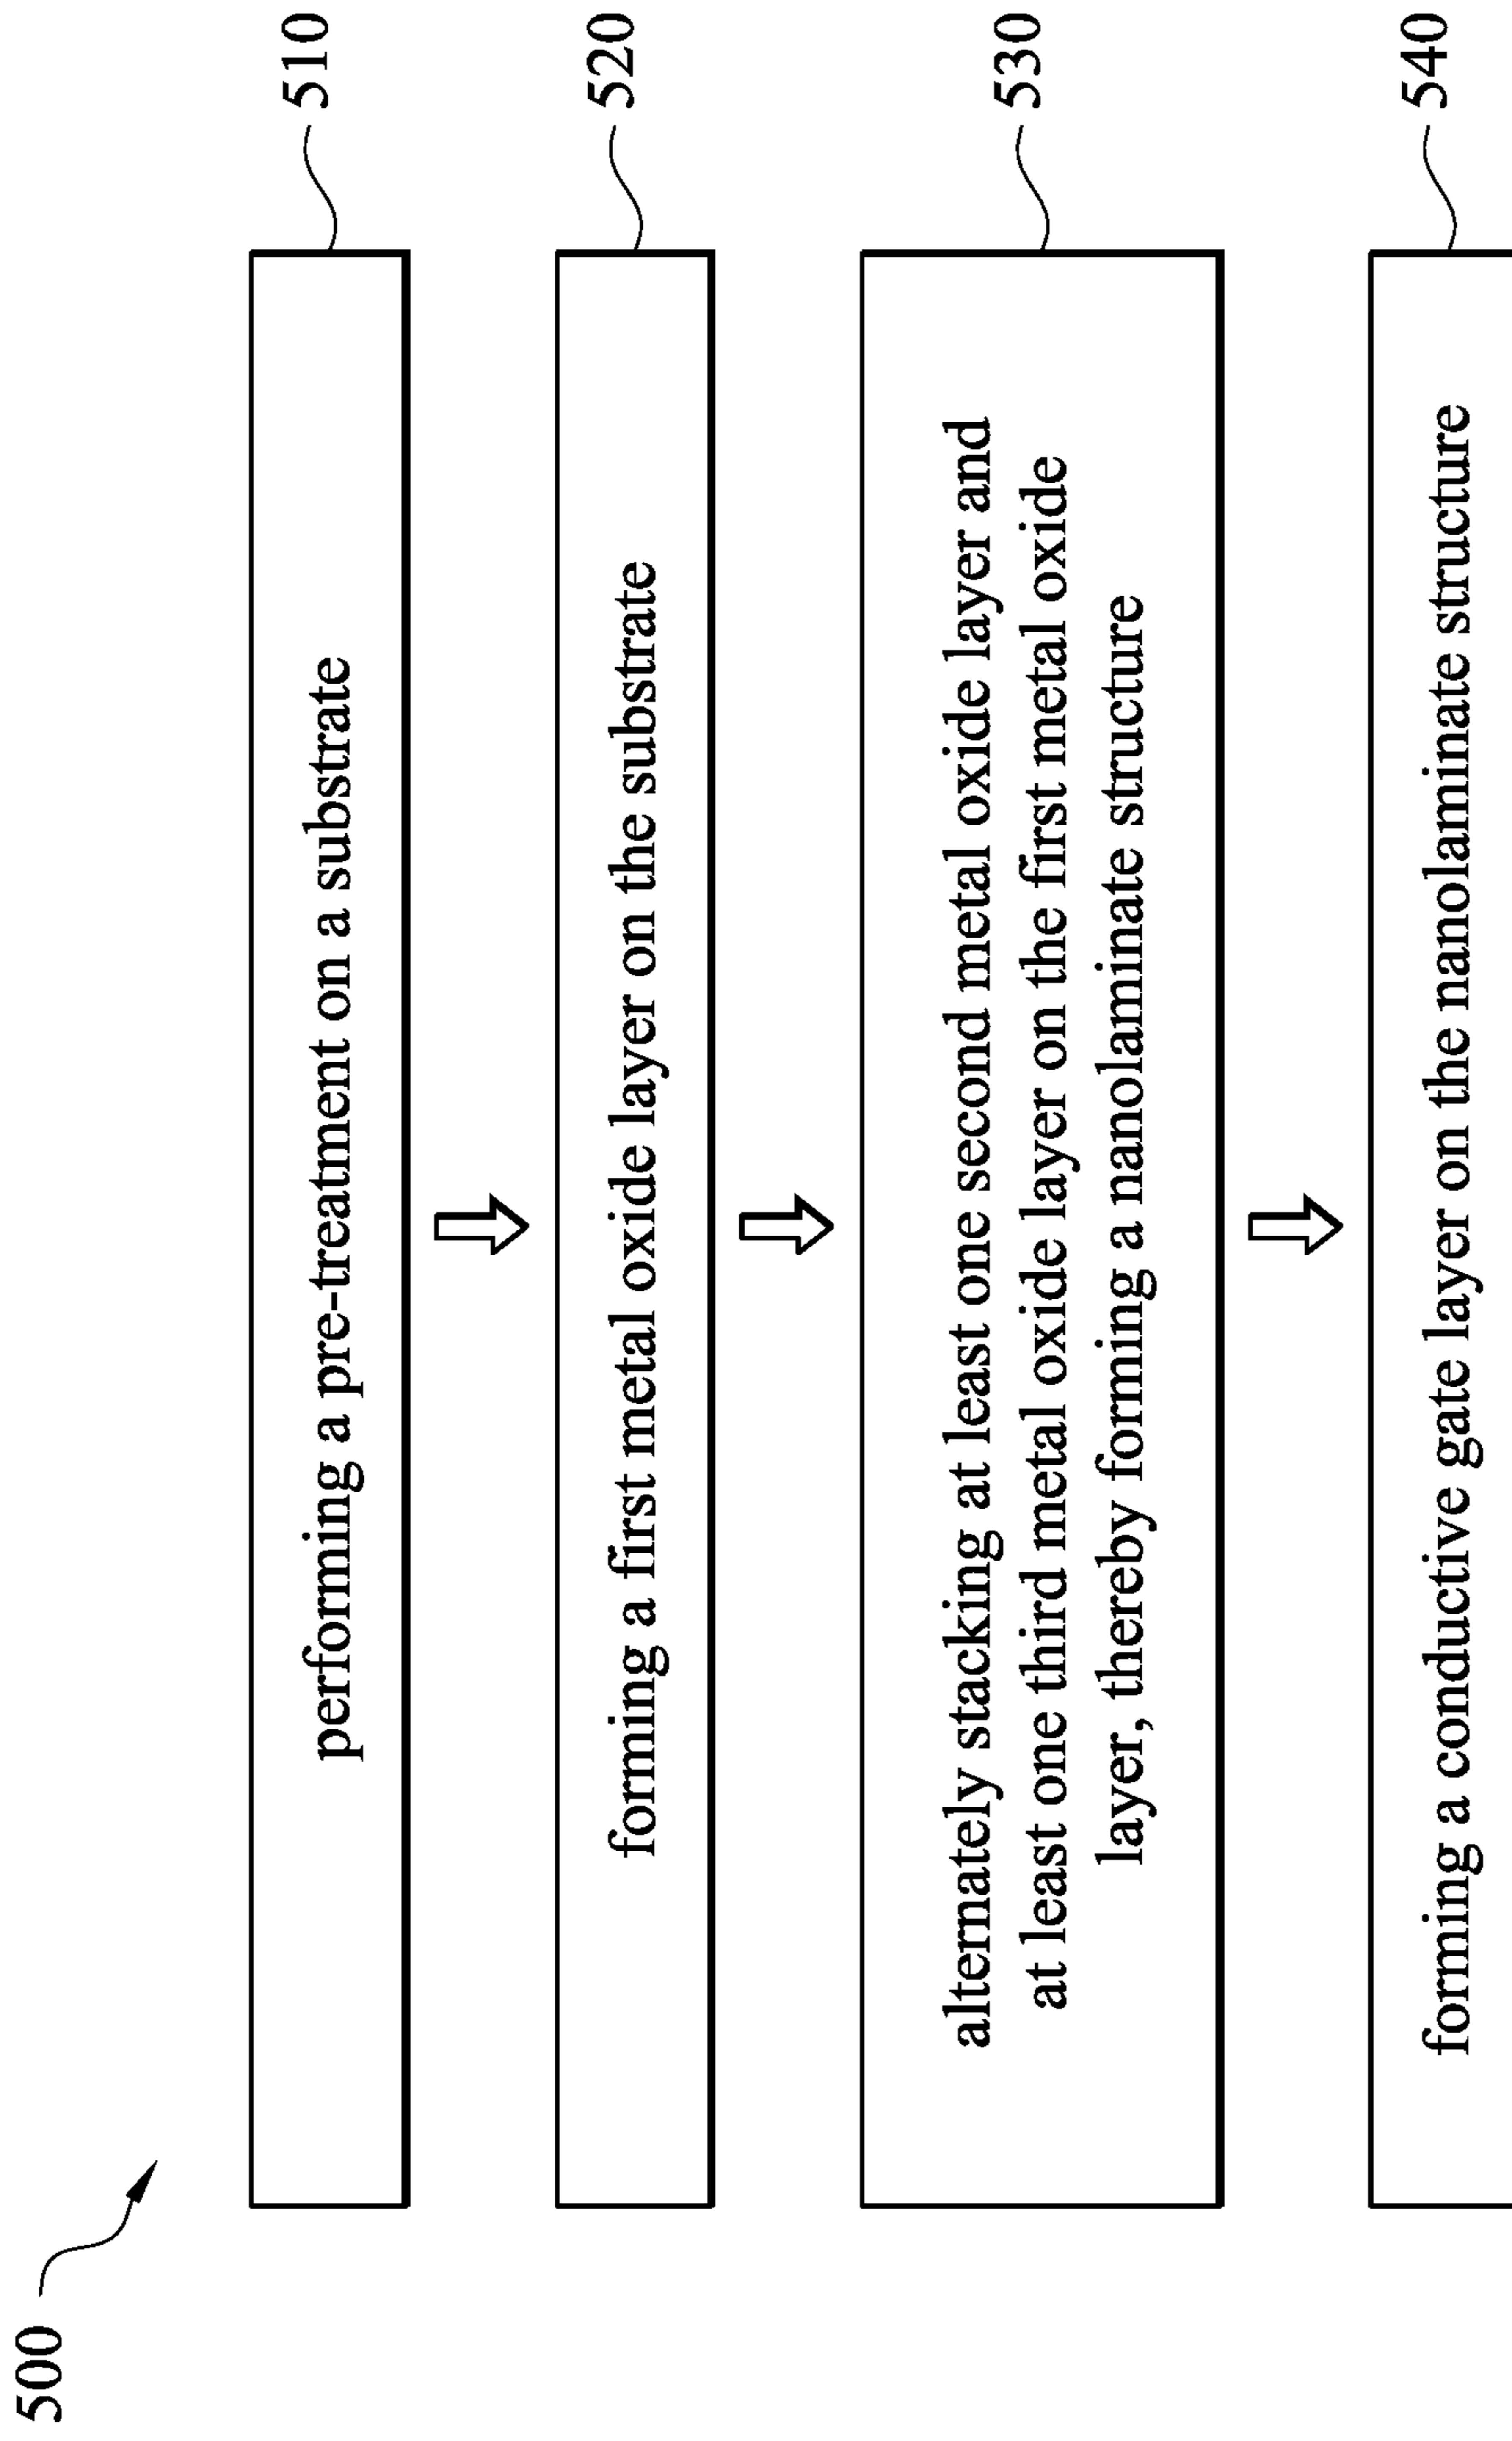 500
performing a pre-treatment on a substrate
510
forming a first metal oxide layer on the substrate
520
alternately stacking at least one second metal oxide layer and
at least one third metal oxide layer on the first metal oxide
layer, thereby forming a nanolaminate structure
530
forming a conductive gate layer on the nanolaminate structure
540